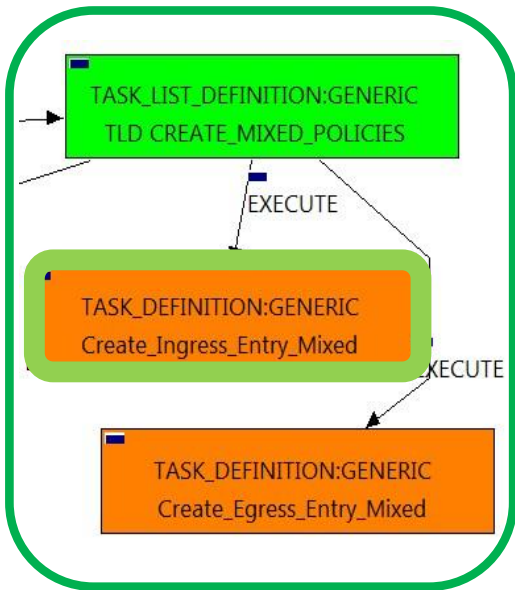 TASK_LIST_DEFINITION:GENERIC
TLD CREATE_MIXED_POLICIES
EXECUTE
TASK_DEFINITION:GENERIC
Create_Ingress_Entry_Mixed
EXECUTE
TASK_DEFINITION:GENERIC
Create_Egress_Entry_Mixed